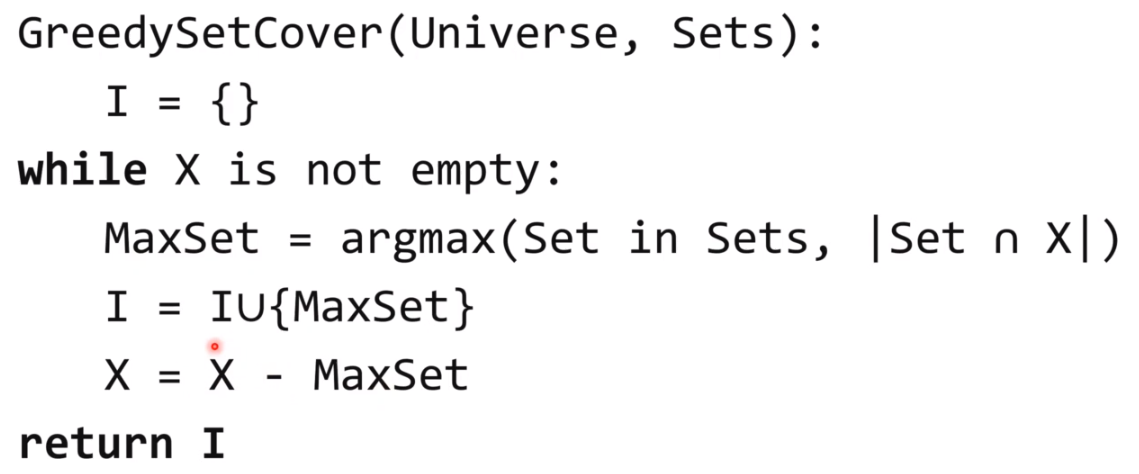 GreedySetCover(Universe, Sets):
I = {}
while X is not empty:
MaxSet = argmax(Set in Sets, |Set ∩ X|)
I = I∪{MaxSet}
X = X - MaxSet
return I